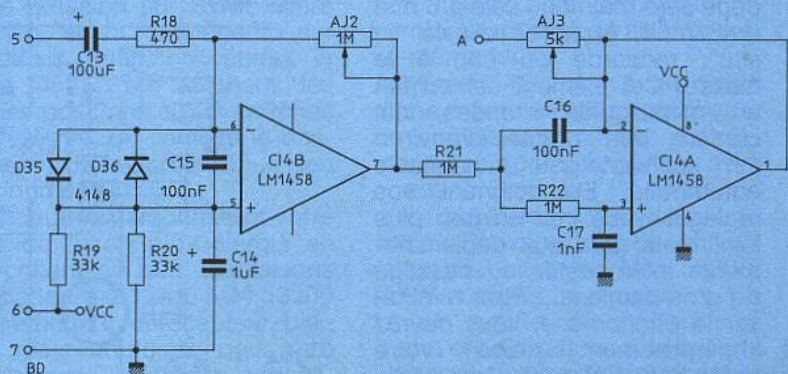 5
+
C13
100uF
R18
470
AJ2
1M
A
AJ3
5k
VCC
C16
100nF
6
-
2
-
8
D35
D36
C15
CI4B
LM1458
7
R21
1M
CI4A
LM1458
1
4148
100nF
5
+
R22
1M
3
+
4
R19
33k
R20
33k
+
C14
1uF
C17
1nF
6
VCC
7
BD